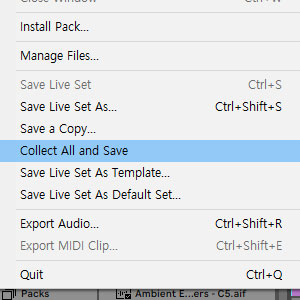 Close Window
Install Pack...
Manage Files...
Save Live Set Ctrl+S
Save Live Set As... Ctrl+Shift+S
Save a Copy...
Collect All and Save
Save Live Set As Template...
Save Live Set As Default Set...
Export Audio... Ctrl+Shift+R
Export MIDI Clip... Ctrl+Shift+E
Quit Ctrl+Q
Packs Ambient E...ers - C5.aif